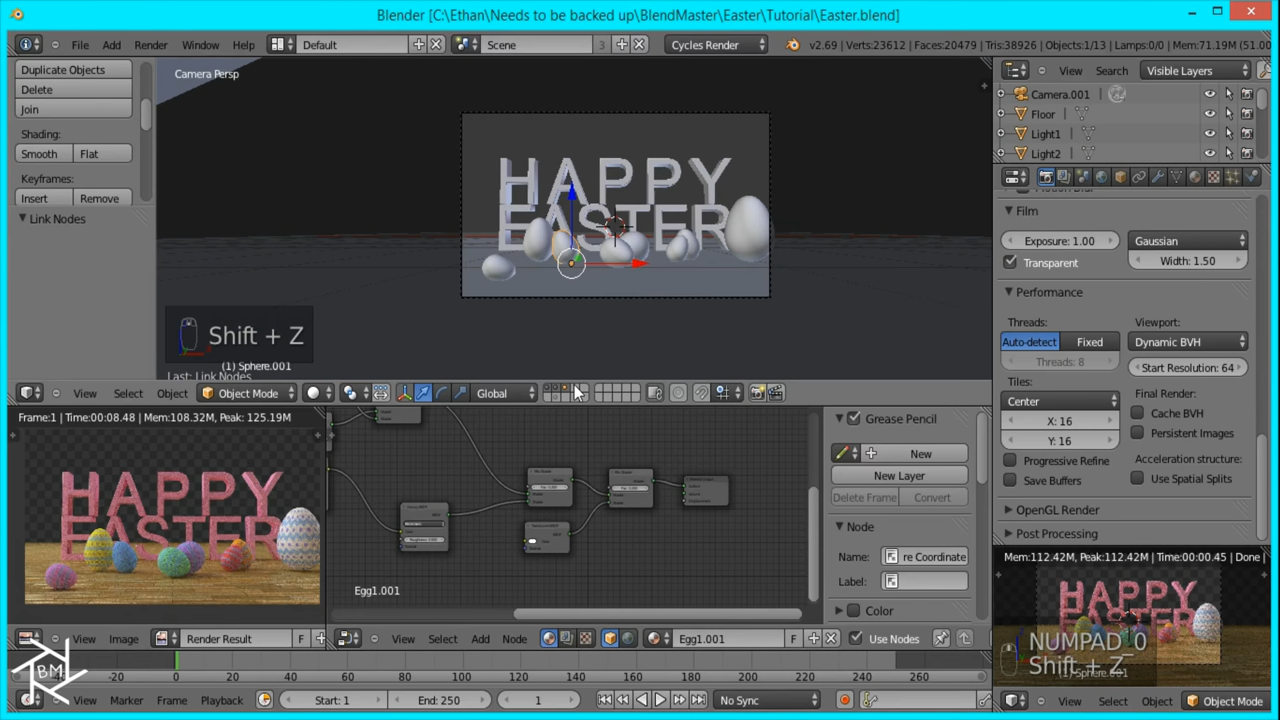 Blender [C:\Ethan\Needs to be backed up\BlendMaster\Easter\Tutorial\Easter.blend]
File Add Render Window Help Default Scene 3 Cycles Render v2.69 | Verts:23612 | Faces:20479 | Tris:38926 | Objects:1/13 | Lamps:0/0 | Mem:71.19M (51.00
Duplicate Objects
Delete
Join
Shading:
Smooth Flat
Keyframes:
Insert Remove
Link Nodes
Camera Persp
HAPPY
EASTER
Shift + Z
(1) Sphere.001
Last: Link Nodes
View Select Object Object Mode Global
View Search Visible Layers
Camera.001
Floor
Light1
Light2
Film
Exposure: 1.00 Gaussian
Transparent Width: 1.50
Performance
Threads: Viewport:
Auto-detect Fixed Dynamic BVH
Threads: 8 Start Resolution: 64
Tiles: Final Render:
Center Cache BVH
X: 16 Persistent Images
Y: 16 Acceleration structure:
Progressive Refine Use Spatial Splits
Save Buffers
OpenGL Render
Post Processing
Frame:1 | Time:00:08.48 | Mem:108.32M, Peak: 125.19M
HAPPY
EASTER
Egg1.001
Grease Pencil
New
New Layer
Delete Frame Convert
Node
Name: re Coordinate
Label:
Color
Mem:112.42M, Peak:112.42M | Time:00:00.45 | Done |
HAPPY
EASTER
NUMPAD_0
Shift + Z
(1) Sphere.001
View Image Render Result F
View Select Add Node Egg1.001 F Use Nodes
-20 0 20 40 60 80 100 120 140 160 180 200 220 240 260
BM
View Marker Frame Playback Start: 1 End: 250 1 No Sync
View Select Object Object Mode